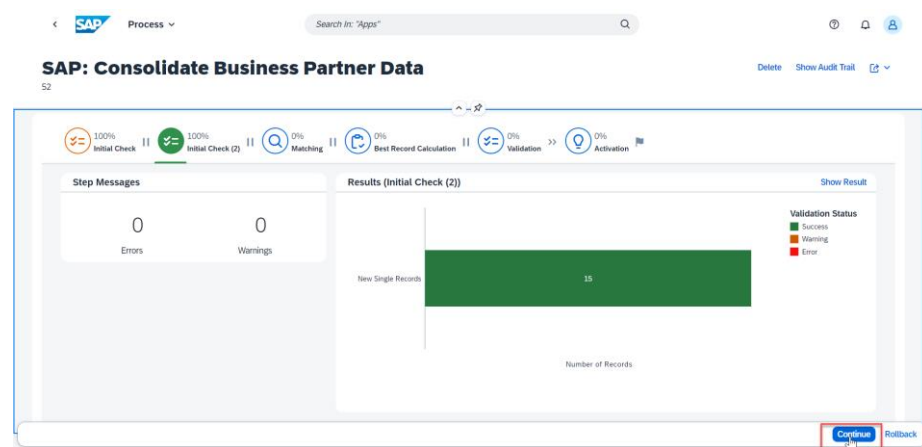 SAP Process
Search In: "Apps"
SAP: Consolidate Business Partner Data
52
Delete Show Audit Trail
100% Initial Check
100% Initial Check (2)
0% Matching
0% Best Record Calculation
0% Validation
0% Activation
Step Messages
0 0
Errors Warnings
Results (Initial Check (2)) Show Result
Validation Status
Success
Warning
Error
New Single Records 15
Number of Records
Continue Rollback